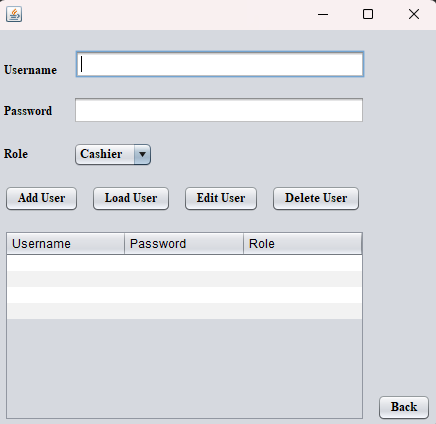 Username
Password
Role Cashier
Add User Load User Edit User Delete User
Username Password Role
Back